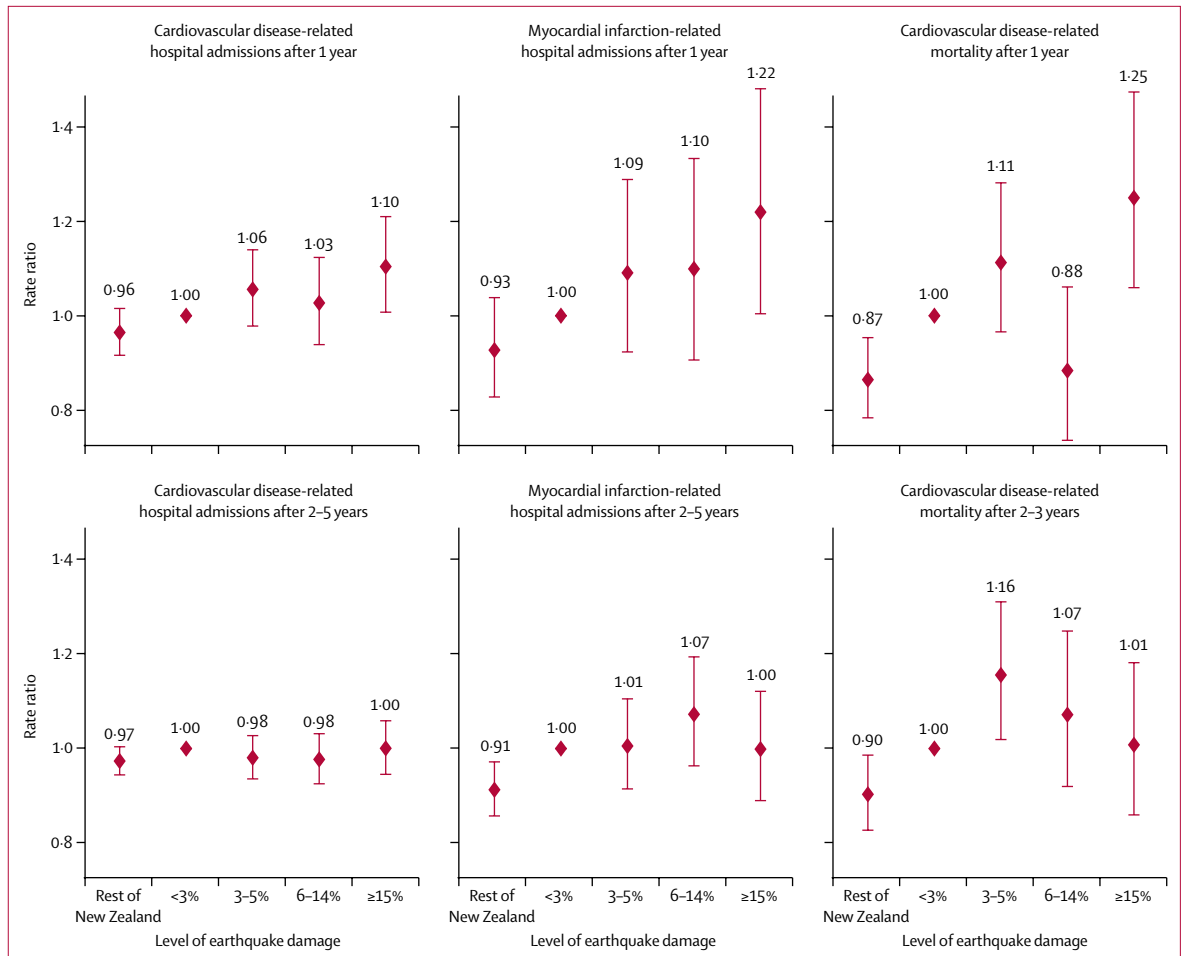 Cardiovascular disease-related
hospital admissions after 1 year
Myocardial infarction-related
hospital admissions after 1 year
Cardiovascular disease-related
mortality after 1 year
Rate ratio
1·4
1·2
1·0
0·8
0·96
1·00
1·06
1·03
1·10
0·93
1·00
1·09
1·10
1·22
0·87
1·00
1·11
0·88
1·25
Cardiovascular disease-related
hospital admissions after 2–5 years
Myocardial infarction-related
hospital admissions after 2–5 years
Cardiovascular disease-related
mortality after 2–3 years
Rate ratio
1·4
1·2
1·0
0·8
0·97
1·00
0·98
0·98
1·00
0·91
1·00
1·01
1·07
1·00
0·90
1·00
1·16
1·07
1·01
Rest of
New Zealand
<3%
3–5%
6–14%
≥15%
Level of earthquake damage
Rest of
New Zealand
<3%
3–5%
6–14%
≥15%
Level of earthquake damage
Rest of
New Zealand
<3%
3–5%
6–14%
≥15%
Level of earthquake damage